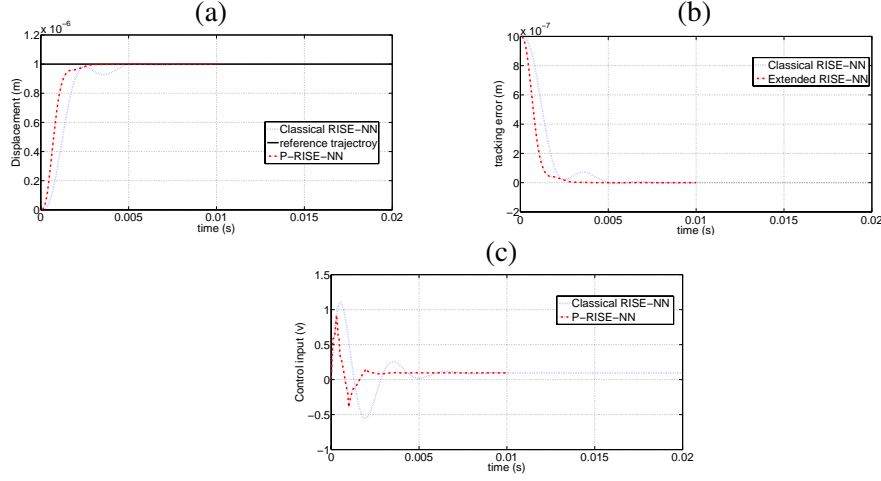 (a)
x 10^-6
1.2
1
0.8
0.6
0.4
0.2
0
Displacement (m)
Classical RISE-NN
reference trajectroy
P-RISE-NN
0 0.005 0.01 0.015 0.02
time (s)
(b)
x 10^-7
10
8
6
4
2
0
-2
tracking error (m)
Classical RISE-NN
Extended RISE-NN
0 0.005 0.01 0.015 0.02
time (s)
(c)
1.5
1
0.5
0
-0.5
-1
Control input (v)
Classical RISE-NN
P-RISE-NN
0 0.005 0.01 0.015 0.02
time (s)